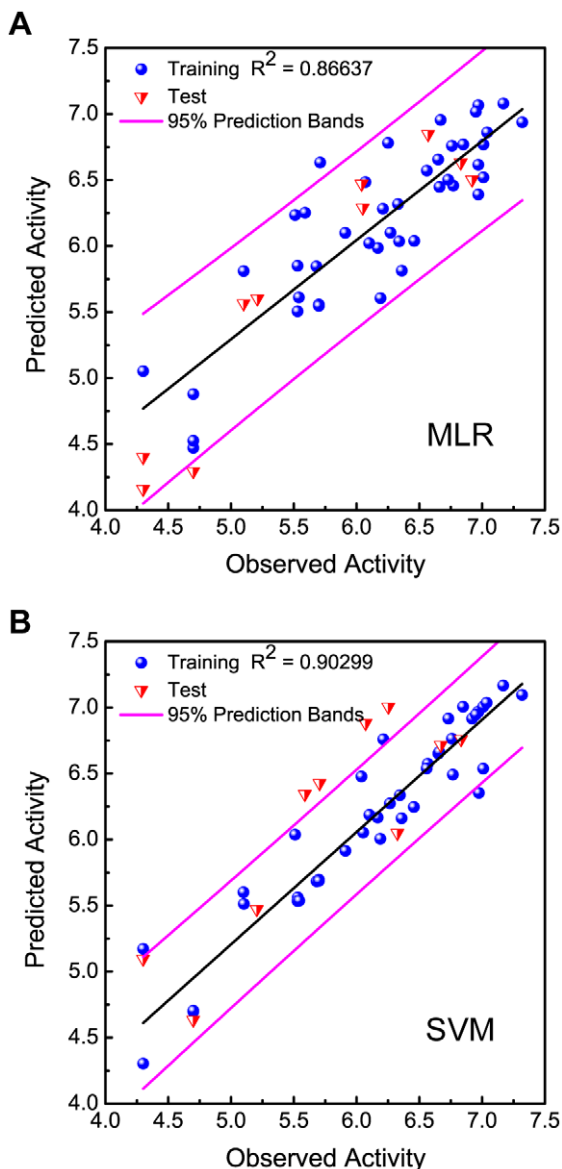 A
7.5
7.0
6.5
6.0
5.5
5.0
4.5
4.0
Predicted Activity
Training R² = 0.86637
Test
95% Prediction Bands
MLR
4.0 4.5 5.0 5.5 6.0 6.5 7.0 7.5
Observed Activity
B
7.5
7.0
6.5
6.0
5.5
5.0
4.5
4.0
Predicted Activity
Training R² = 0.90299
Test
95% Prediction Bands
SVM
4.0 4.5 5.0 5.5 6.0 6.5 7.0 7.5
Observed Activity